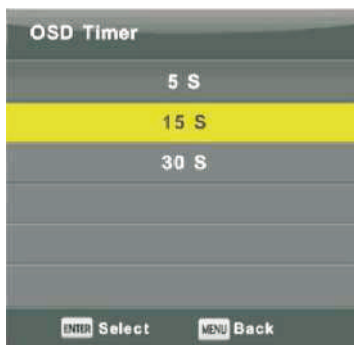 OSD Timer
5 S
15 S
30 S
ENTER Select MENU Back